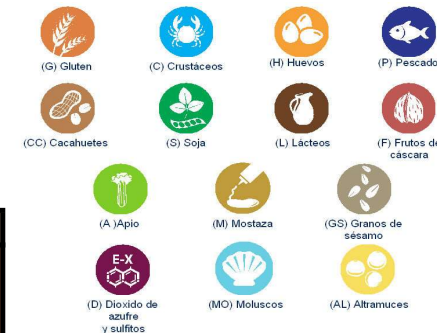 (G) Gluten
(C) Crustáceos
(H) Huevos
(P) Pescado
(CC) Cacahuetes
(S) Soja
(L) Lácteos
(F) Frutos de
cáscara
(A )Apio
(M) Mostaza
(GS) Granos de
sésamo
E-X
(D) Dioxido de
azufre
y sulfitos
(MO) Moluscos
(AL) Altramuces